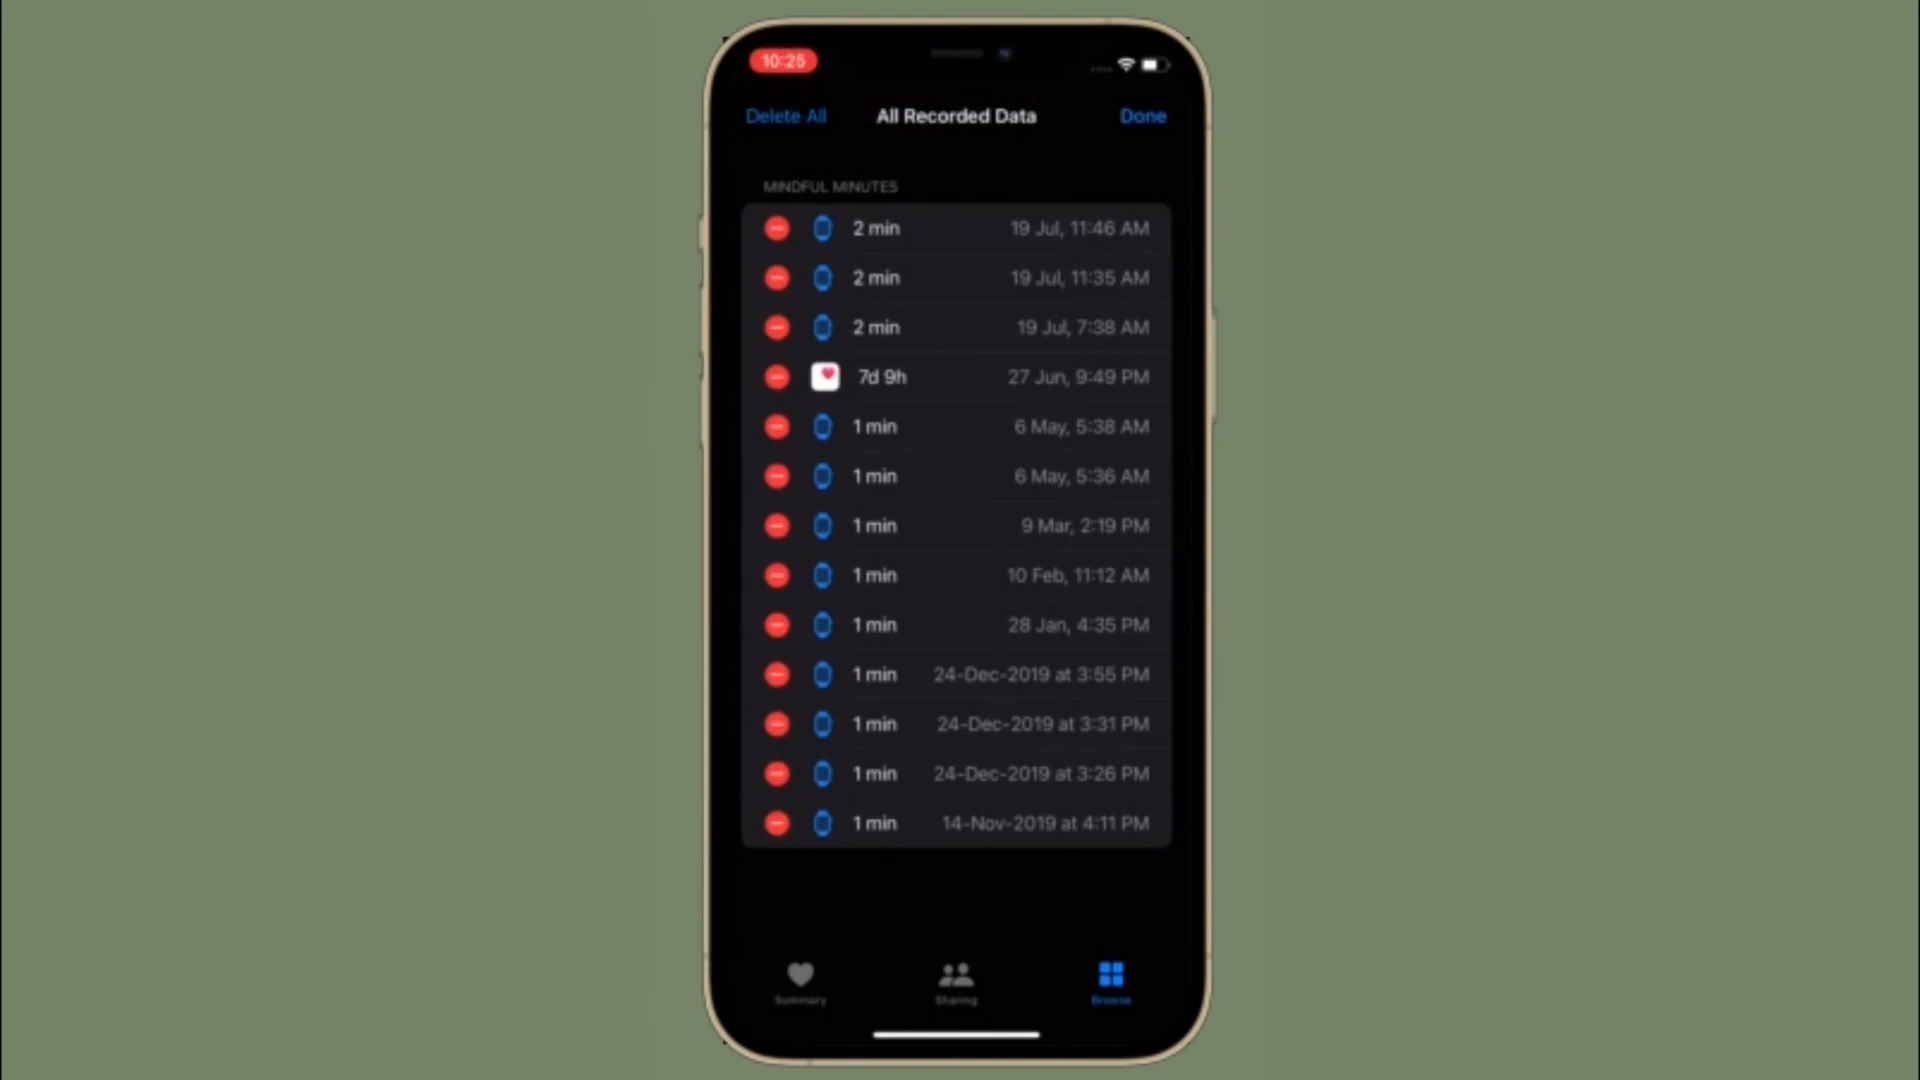 10:25
Delete All All Recorded Data Done
MINDFUL MINUTES
2 min 19 Jul, 11:46 AM
2 min 19 Jul, 11:35 AM
2 min 19 Jul, 7:38 AM
7d 9h 27 Jun, 9:49 PM
1 min 6 May, 5:38 AM
1 min 6 May, 5:36 AM
1 min 9 Mar, 2:19 PM
1 min 10 Feb, 11:12 AM
1 min 28 Jan, 4:35 PM
1 min 24-Dec-2019 at 3:55 PM
1 min 24-Dec-2019 at 3:31 PM
1 min 24-Dec-2019 at 3:26 PM
1 min 14-Nov-2019 at 4:11 PM
Summary Sharing Browse